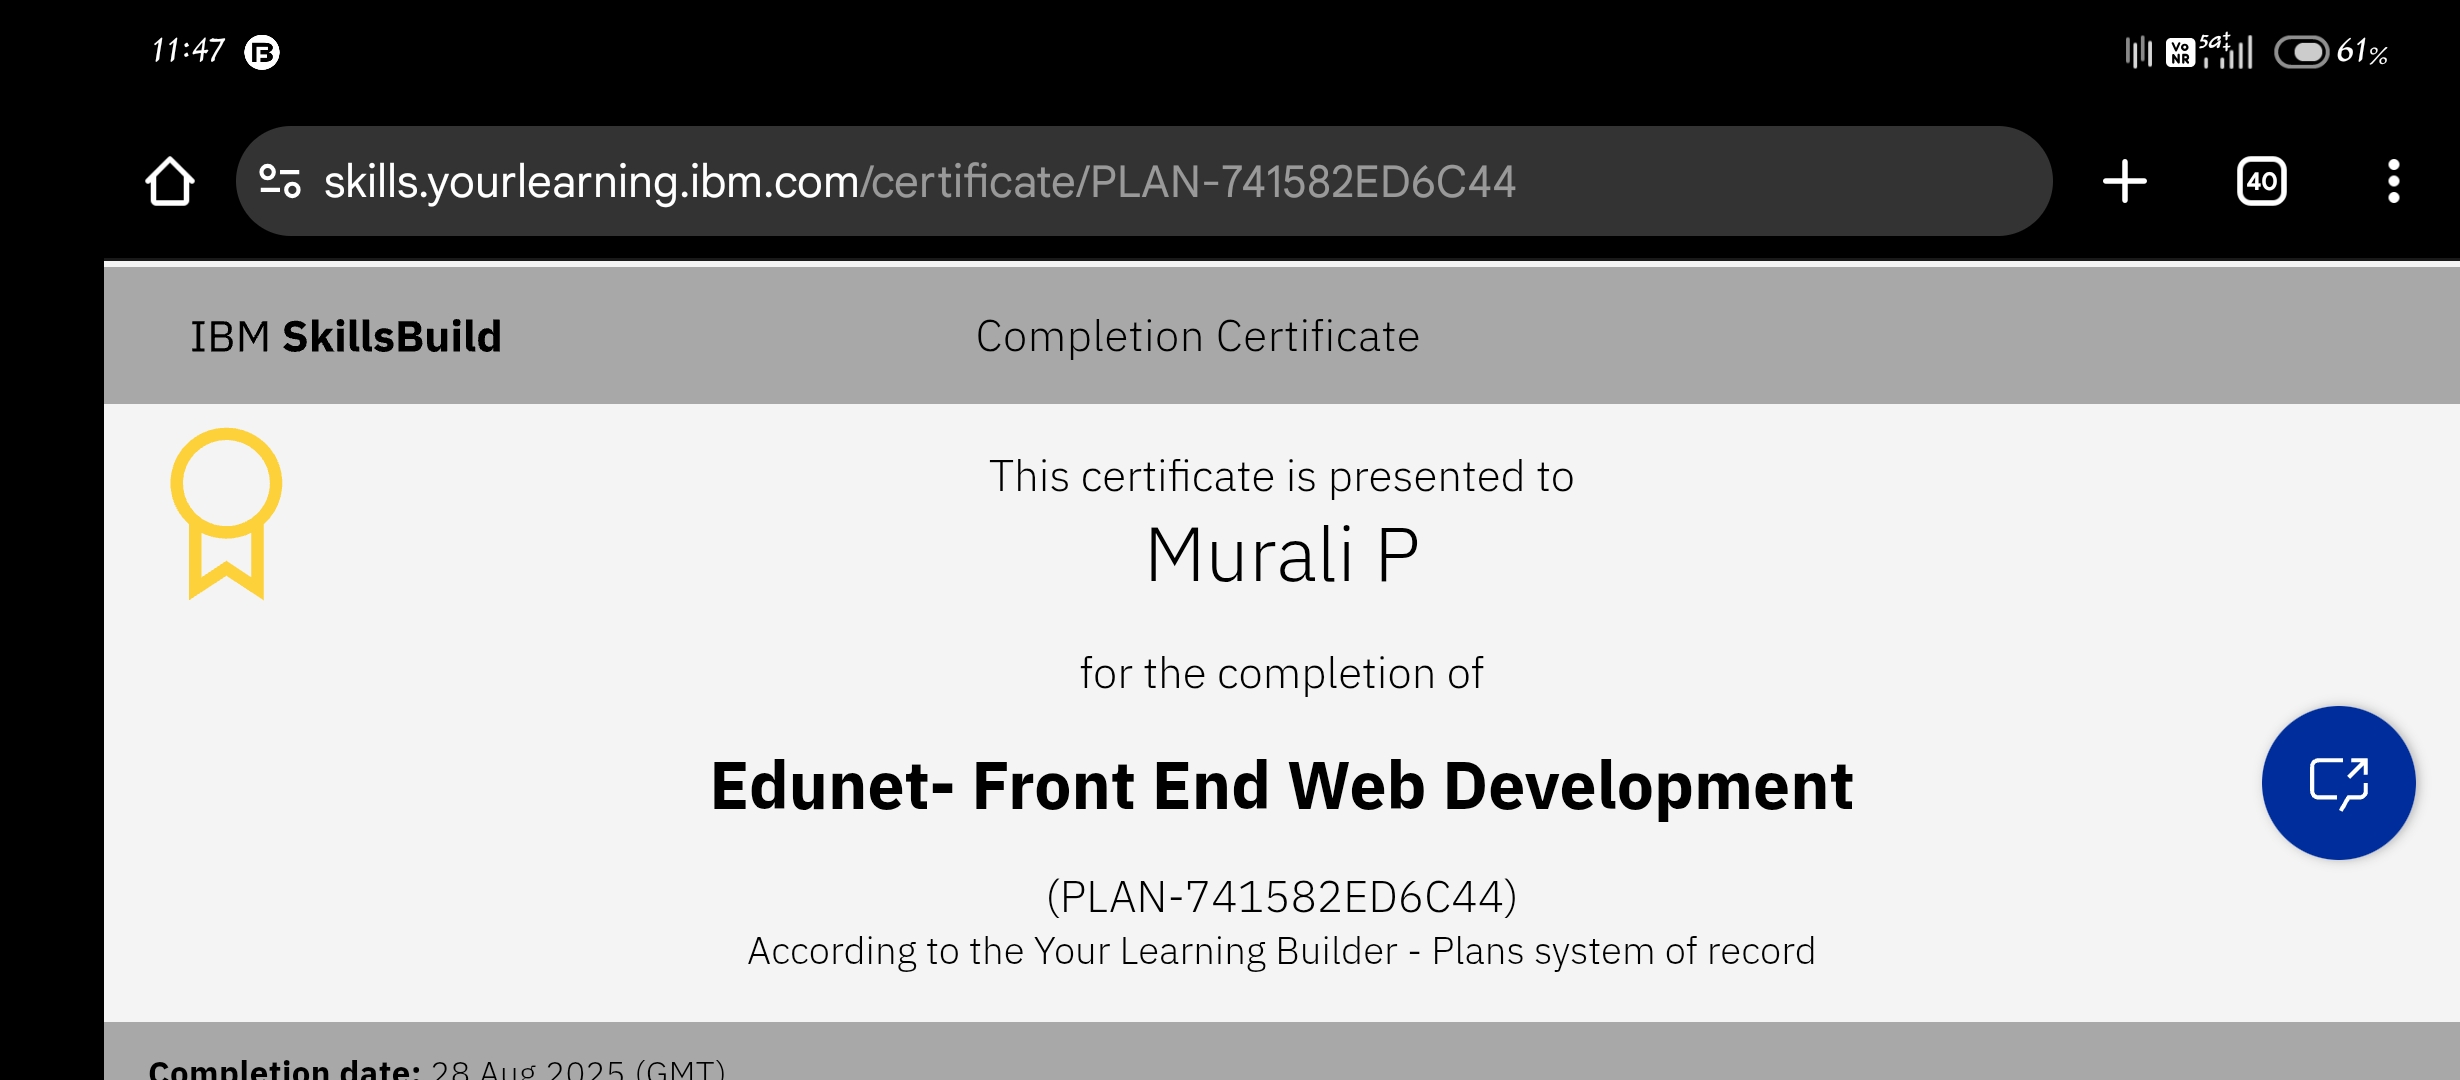 11:47
Vo NR 5G+ 61%
skills.yourlearning.ibm.com/certificate/PLAN-741582ED6C44
40
IBM SkillsBuild
Completion Certificate
This certificate is presented to
Murali P
for the completion of
Edunet- Front End Web Development
(PLAN-741582ED6C44)
According to the Your Learning Builder - Plans system of record
Completion date: 28 Aug 2025 (GMT)